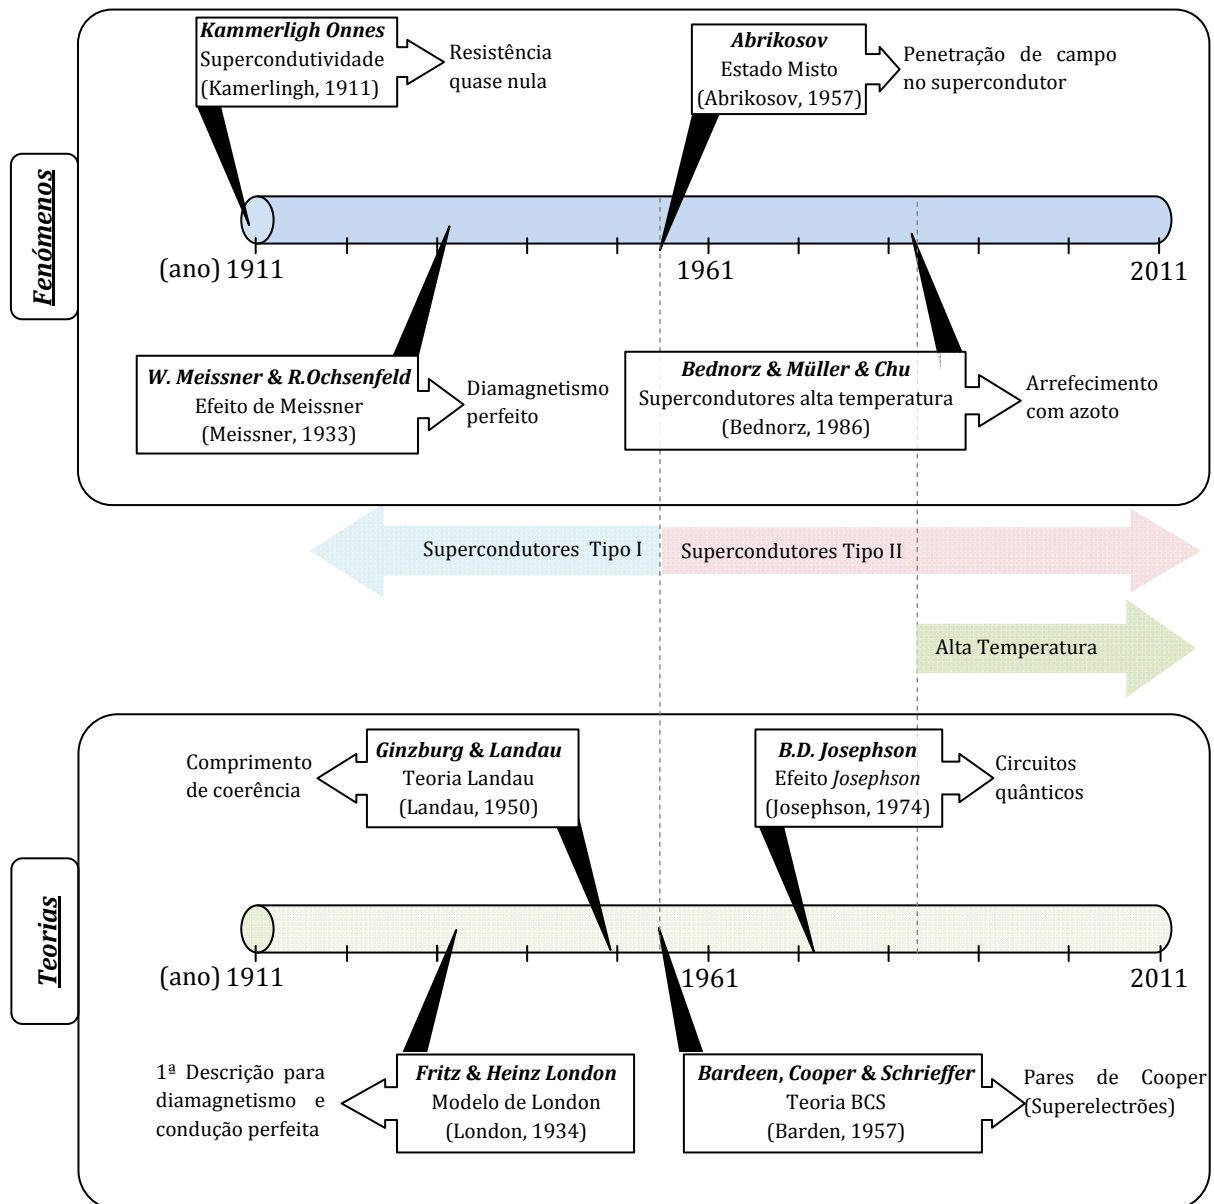 Fenómenos
Kammerligh Onnes
Supercondutividade
(Kamerlingh, 1911)
Resistência
quase nula
Abrikosov
Estado Misto
(Abrikosov, 1957)
Penetração de campo
no supercondutor
(ano) 1911
1961
2011
W. Meissner & R.Ochsenfeld
Efeito de Meissner
(Meissner, 1933)
Diamagnetismo
perfeito
Bednorz & Müller & Chu
Supercondutores alta temperatura
(Bednorz, 1986)
Arrefecimento
com azoto
Supercondutores Tipo I
Supercondutores Tipo II
Alta Temperatura
Teorias
Comprimento
de coerência
Ginzburg & Landau
Teoria Landau
(Landau, 1950)
B.D. Josephson
Efeito Josephson
(Josephson, 1974)
Circuitos
quânticos
(ano) 1911
1961
2011
1ª Descrição para
diamagnetismo e
condução perfeita
Fritz & Heinz London
Modelo de London
(London, 1934)
Bardeen, Cooper & Schrieffer
Teoria BCS
(Barden, 1957)
Pares de Cooper
(Superelectrões)